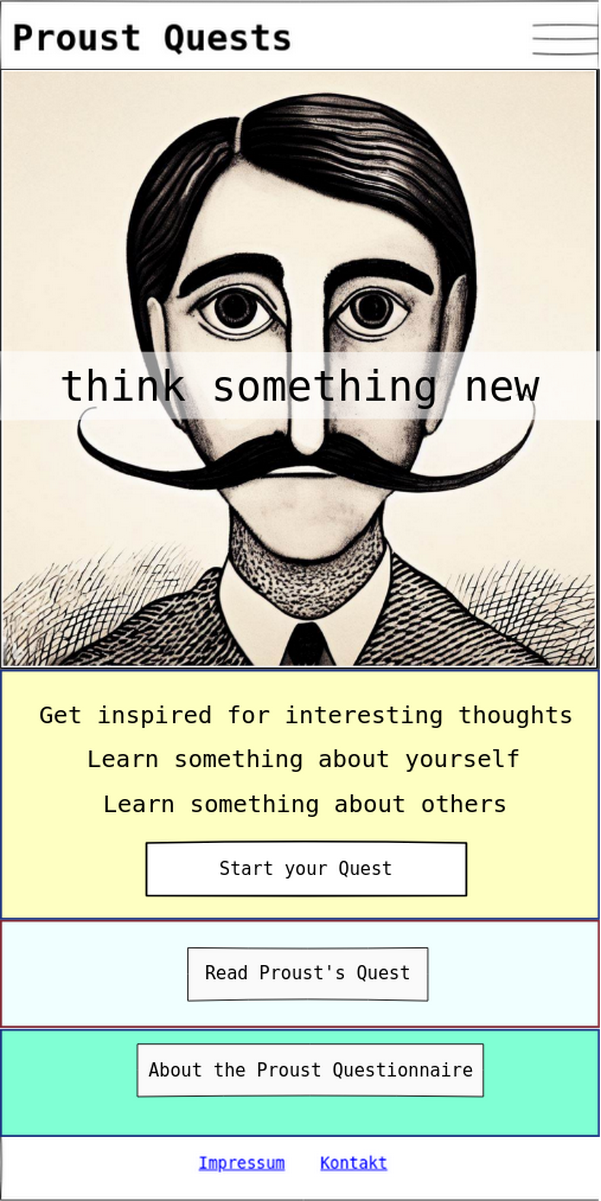 Proust Quests
think something new
Get inspired for interesting thoughts
Learn something about yourself
Learn something about others
Start your Quest
Read Proust's Quest
About the Proust Questionnaire
Impressum Kontakt